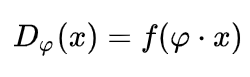 D_φ(x) = f(φ · x)